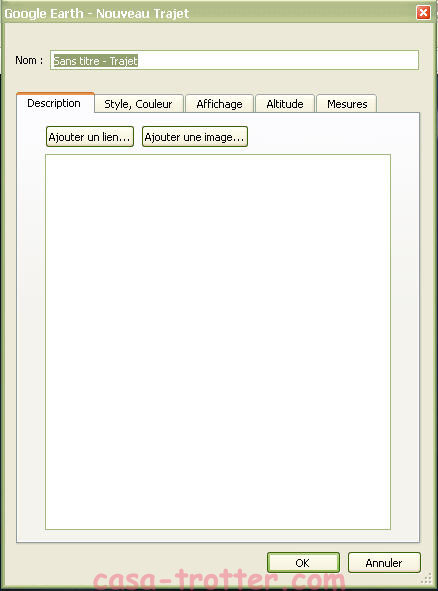 Google Earth - Nouveau Trajet
Nom : Sans titre - Trajet
Description Style, Couleur Affichage Altitude Mesures
Ajouter un lien... Ajouter une image...
OK Annuler
casa-trotter.com